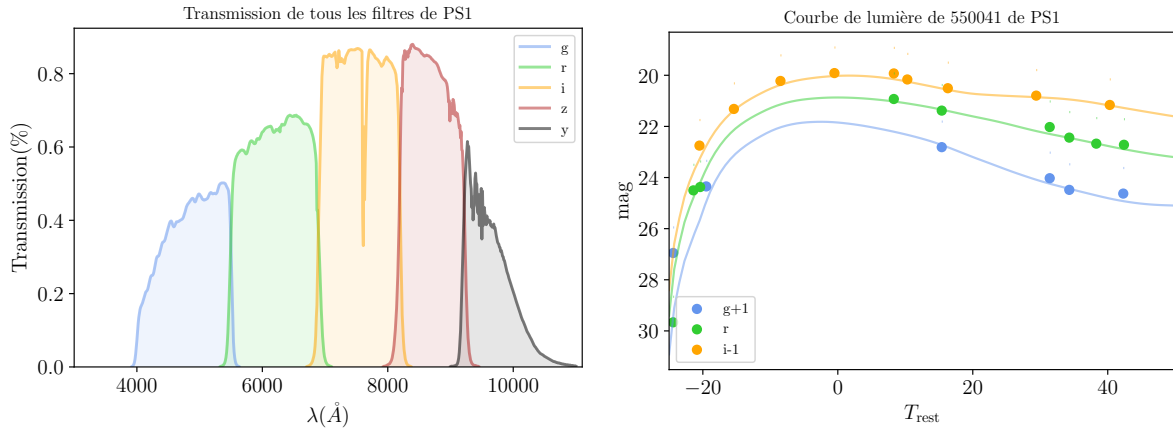 Transmission de tous les filtres de PS1
Transmission(%)
0.8
0.6
0.4
0.2
0.0
4000 6000 8000 10000
λ(Å)
g
r
i
z
y
Courbe de lumière de 550041 de PS1
mag
20
22
24
26
28
30
−20 0 20 40
T_rest
g+1
r
i-1